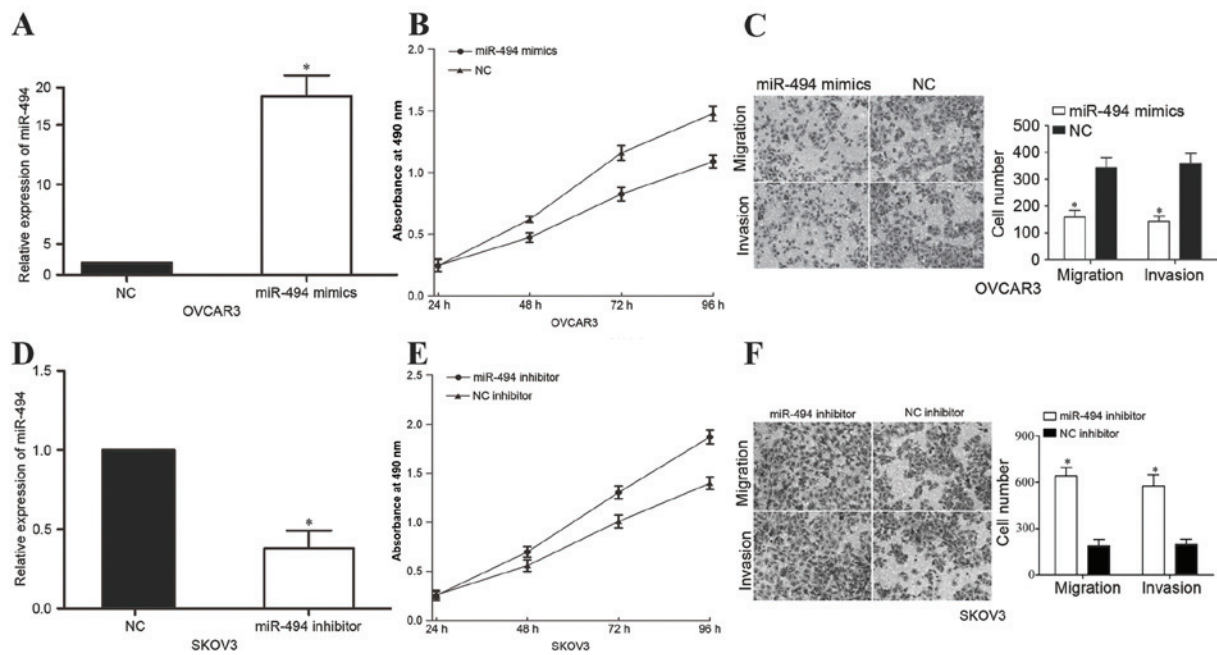 A
Relative expression of miR-494
20
15
5
0
NC
miR-494 mimics
*
OVCAR3
B
miR-494 mimics
NC
Absorbance at 490 nm
2.0
1.5
1.0
0.5
0.0
24 h
48 h
72 h
96 h
OVCAR3
C
miR-494 mimics
NC
Migration
Invasion
miR-494 mimics
NC
Cell number
500
400
300
200
100
0
*
*
Migration
Invasion
OVCAR3
D
Relative expression of miR-494
1.5
1.0
0.5
0.0
*
NC
miR-494 inhibitor
SKOV3
E
miR-494 inhibitor
NC inhibitor
Absorbance at 490 nm
2.5
2.0
1.5
1.0
0.5
0.0
24 h
48 h
72 h
96 h
SKOV3
F
miR-494 inhibitor
NC inhibitor
Migration
Invasion
miR-494 inhibitor
NC inhibitor
Cell number
900
600
300
0
*
*
Migration
Invasion
SKOV3